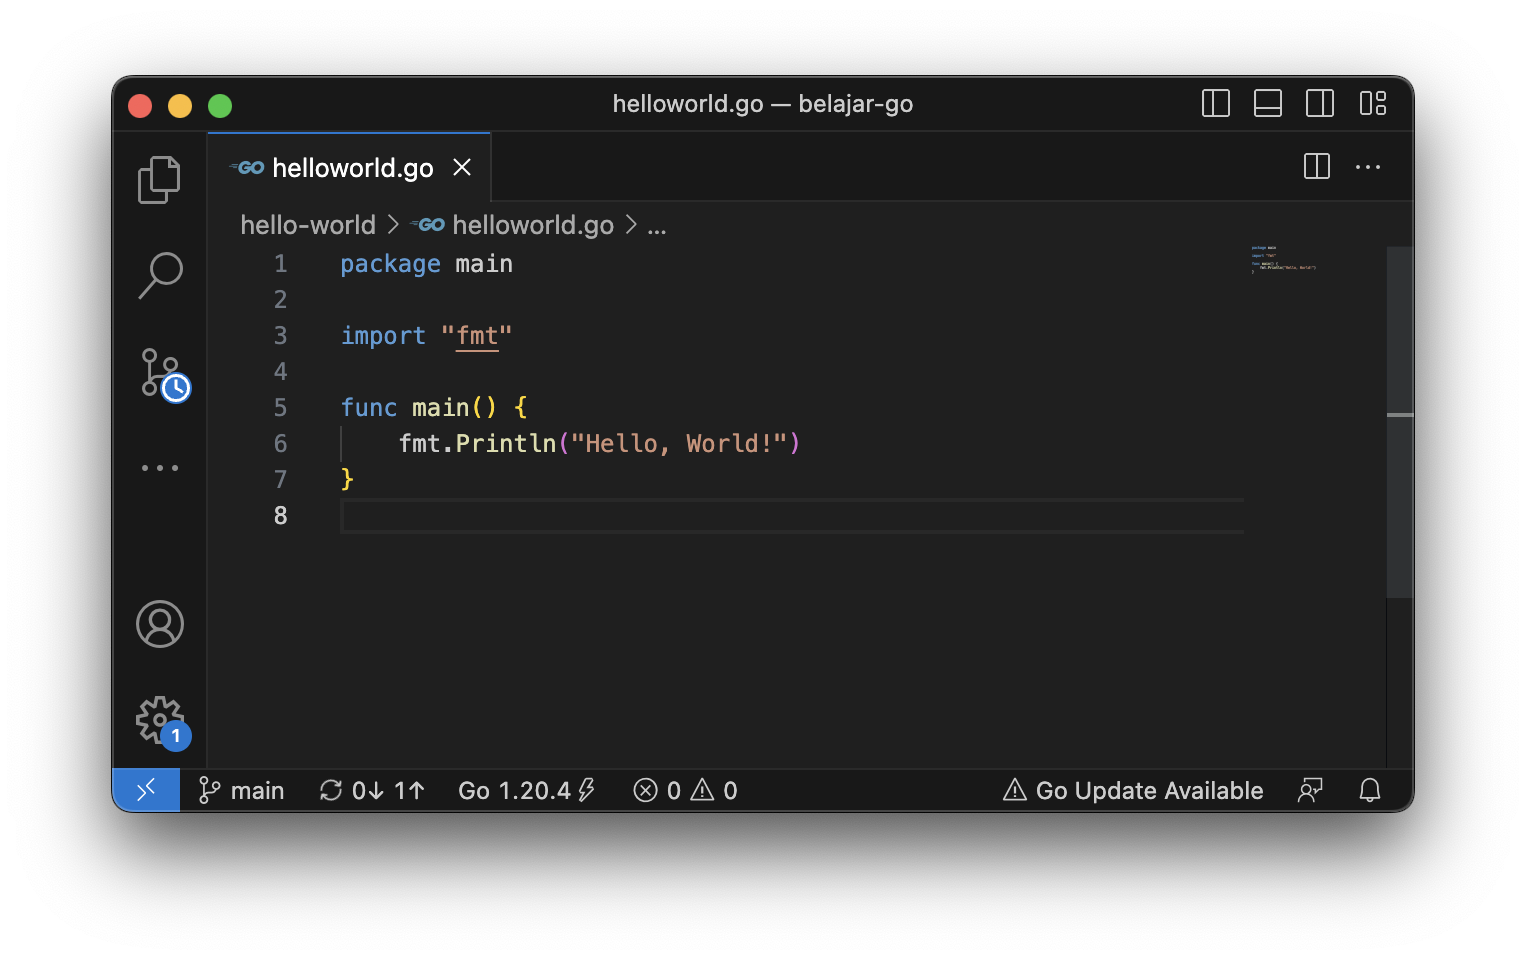 helloworld.go — belajar-go
GO helloworld.go
hello-world > GO helloworld.go > ...
1 package main
2
3 import "fmt"
4
5 func main() {
6 fmt.Println("Hello, World!")
7 }
8
1
main 0↓ 1↑ Go 1.20.4 0 0 Go Update Available